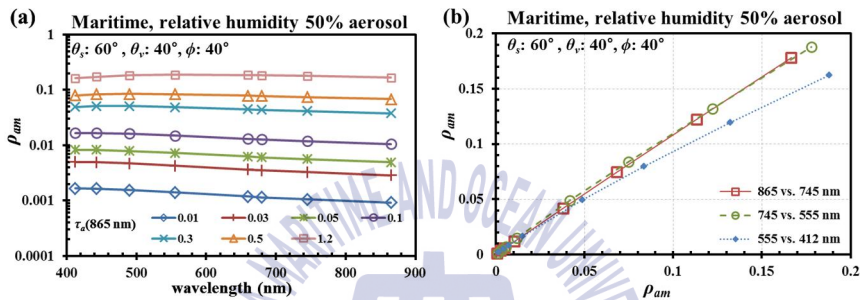 (a)
Maritime, relative humidity 50% aerosol
θs: 60° , θv: 40°, ϕ: 40°
1
0.1
0.01
0.001
0.0001
ρam
τa(865 nm)
0.01
0.03
0.05
0.1
0.3
0.5
1.2
400
500
600
700
800
900
wavelength (nm)
(b)
Maritime, relative humidity 50% aerosol
θs: 60° , θv: 40°, ϕ: 40°
0.2
0.15
0.1
0.05
0
ρam
865 vs. 745 nm
745 vs. 555 nm
555 vs. 412 nm
0
0.05
0.1
0.15
0.2
ρam
MARITIME AND OCEAN UNIV